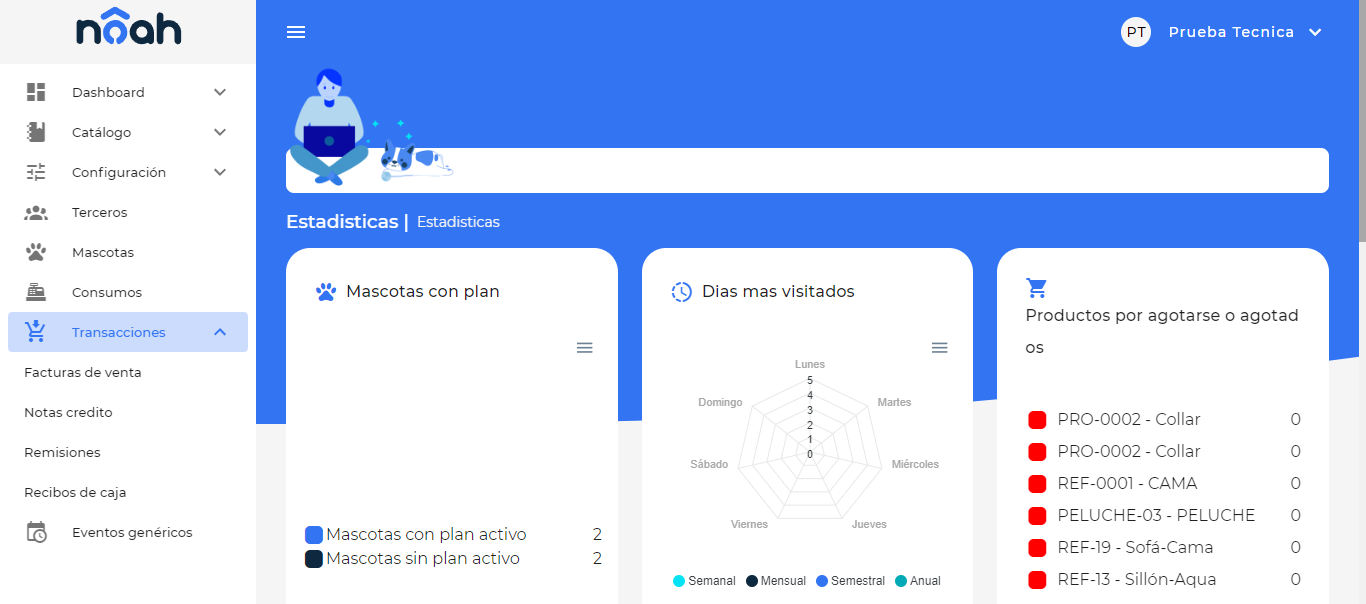 nôah
Dashboard
Catálogo
Configuración
Terceros
Mascotas
Consumos
Transacciones
Facturas de venta
Notas credito
Remisiones
Recibos de caja
Eventos genéricos
PT Prueba Tecnica
Estadisticas | Estadisticas
Mascotas con plan
Mascotas con plan activo 2
Mascotas sin plan activo 2
Dias mas visitados
Lunes
Martes
Miércoles
Jueves
Viernes
Sábado
Domingo
5
4
3
2
1
0
Semanal Mensual Semestral Anual
Productos por agotarse o agotad
os
PRO-0002 - Collar 0
PRO-0002 - Collar 0
REF-0001 - CAMA 0
PELUCHE-03 - PELUCHE 0
REF-19 - Sofá-Cama 0
REF-13 - Sillón-Aqua 0